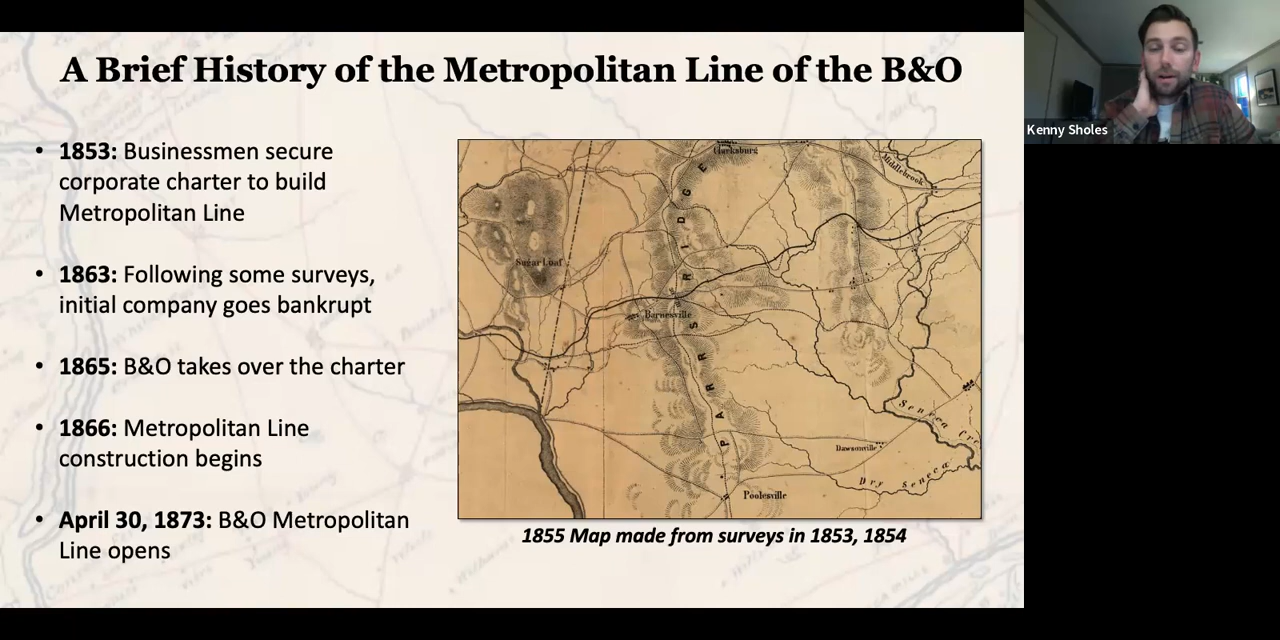 A Brief History of the Metropolitan Line of the B&O
Kenny Sholes
• 1853: Businessmen secure
corporate charter to build
Metropolitan Line
• 1863: Following some surveys,
initial company goes bankrupt
• 1865: B&O takes over the charter
• 1866: Metropolitan Line
construction begins
• April 30, 1873: B&O Metropolitan
Line opens
Clarksburg
Middlebrook
Sugar Loaf
Barnesville
PARRS RIDGE
Seneca
Dawsonville
Dry Seneca
Poolesville
1855 Map made from surveys in 1853, 1854